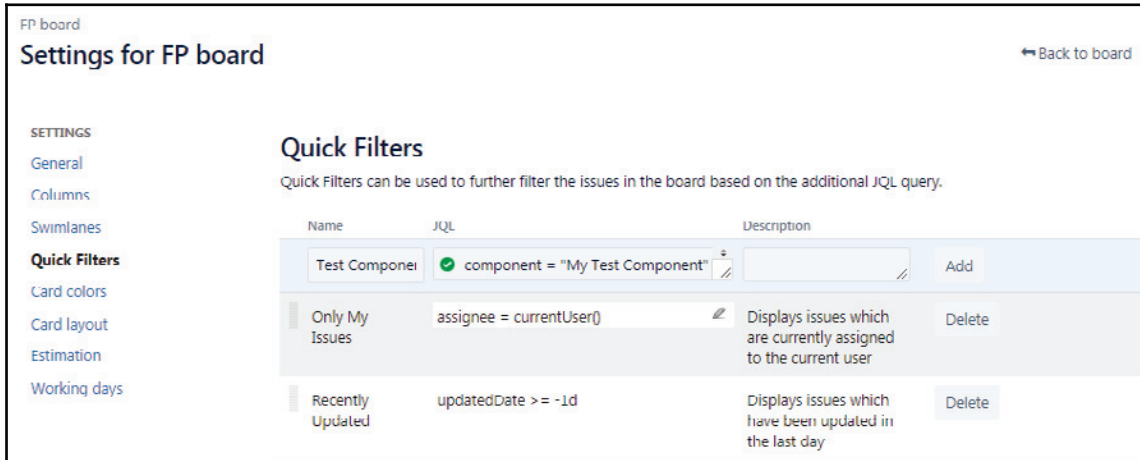 FP board
Settings for FP board
Back to board
SETTINGS
General
Columns
Swimlanes
Quick Filters
Card colors
Card layout
Estimation
Working days
Quick Filters
Quick Filters can be used to further filter the issues in the board based on the additional JQL query.
Name JQL Description
Test Componei component = "My Test Component" Add
Only My assignee = currentUser() Displays issues which Delete
Issues are currently assigned
to the current user
Recently updatedDate >= -1d Displays issues which Delete
Updated have been updated in
the last day